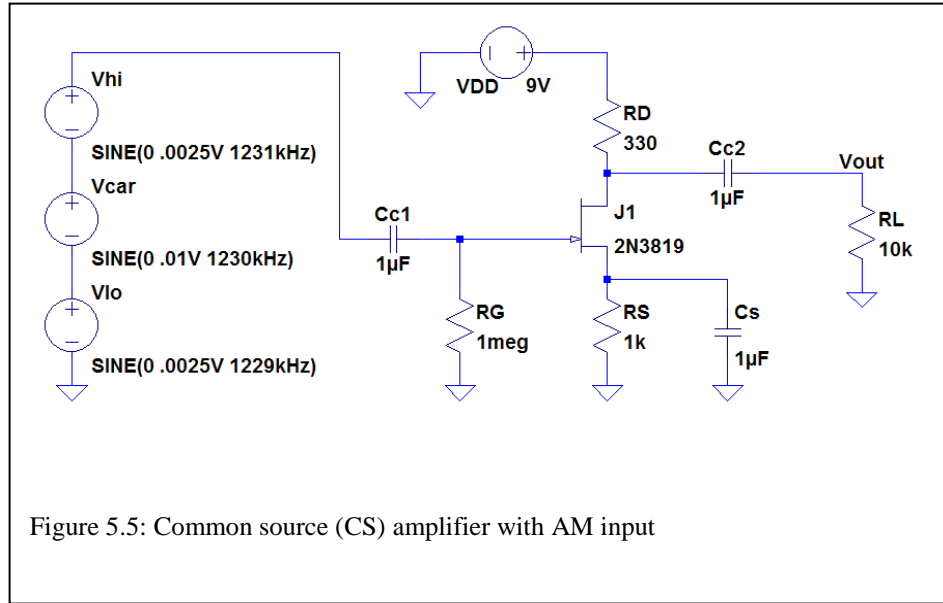 Vhi
SINE(0 .0025V 1231kHz)
Vcar
SINE(0 .01V 1230kHz)
Vlo
SINE(0 .0025V 1229kHz)
VDD
9V
RD
330
Cc2
1µF
Vout
RL
10k
Cc1
1µF
J1
2N3819
RG
1meg
RS
1k
Cs
1µF
Figure 5.5: Common source (CS) amplifier with AM input